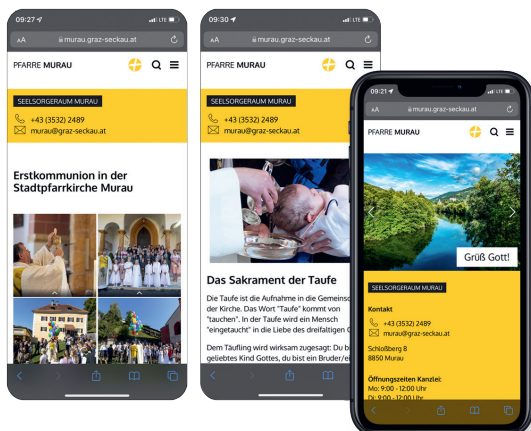 09:27
LTE
AA
murau.graz-seckau.at
PFARRE MURAU
SEELSORGERAUM MURAU
+43 (3532) 2489
murau@graz-seckau.at
Erstkommunion in der
Stadtpfarrkirche Murau
09:30
LTE
AA
murau.graz-seckau.at
PFARRE MURAU
SEELSORGERAUM MURAU
+43 (3532) 2489
murau@graz-seckau.at
Das Sakrament der Taufe
Die Taufe ist die Aufnahme in die
der Kirche. Das Wort "Taufe" kommt von
"tauchen". In der Taufe wird ein Mensch
"eingetaucht" in die Liebe des dreifaltigen
Dem Täufling wird wirksam zugesagt: Du
geliebtes Kind Gottes, du bist ein
09:21
LTE
AA
murau.graz-seckau.at
PFARRE MURAU
Grüß Gott!
SEELSORGERAUM MURAU
Kontakt
+43 (3532) 2489
murau@graz-seckau.at
Schloßberg 8
8850 Murau
Öffnungszeiten Kanzlei:
Mo: 9:00 - 12:00 Uhr
Di: 9:00 - 12:00 Uhr